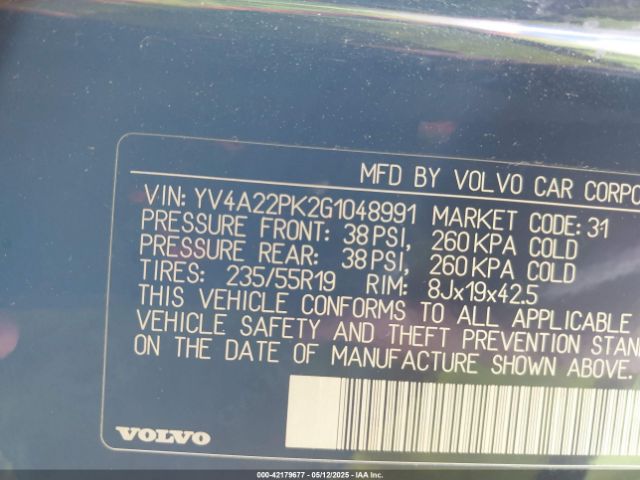 MFD BY VOLVO CAR CORPO
VIN: YV4A22PK2G1048991 MARKET CODE: 31
PRESSURE FRONT: 38 PSI, 260 KPA COLD
PRESSURE REAR: 38 PSI, 260 KPA COLD
TIRES: 235/55R19 RIM: 8Jx19x42.5
THIS VEHICLE CONFORMS TO ALL APPLICABLE
VEHICLE SAFETY AND THEFT PREVENTION STAN
ON THE DATE OF MANUFACTURE SHOWN ABOVE.
VOLVO
000-42179677 - 05/12/2025 - IAAI.com